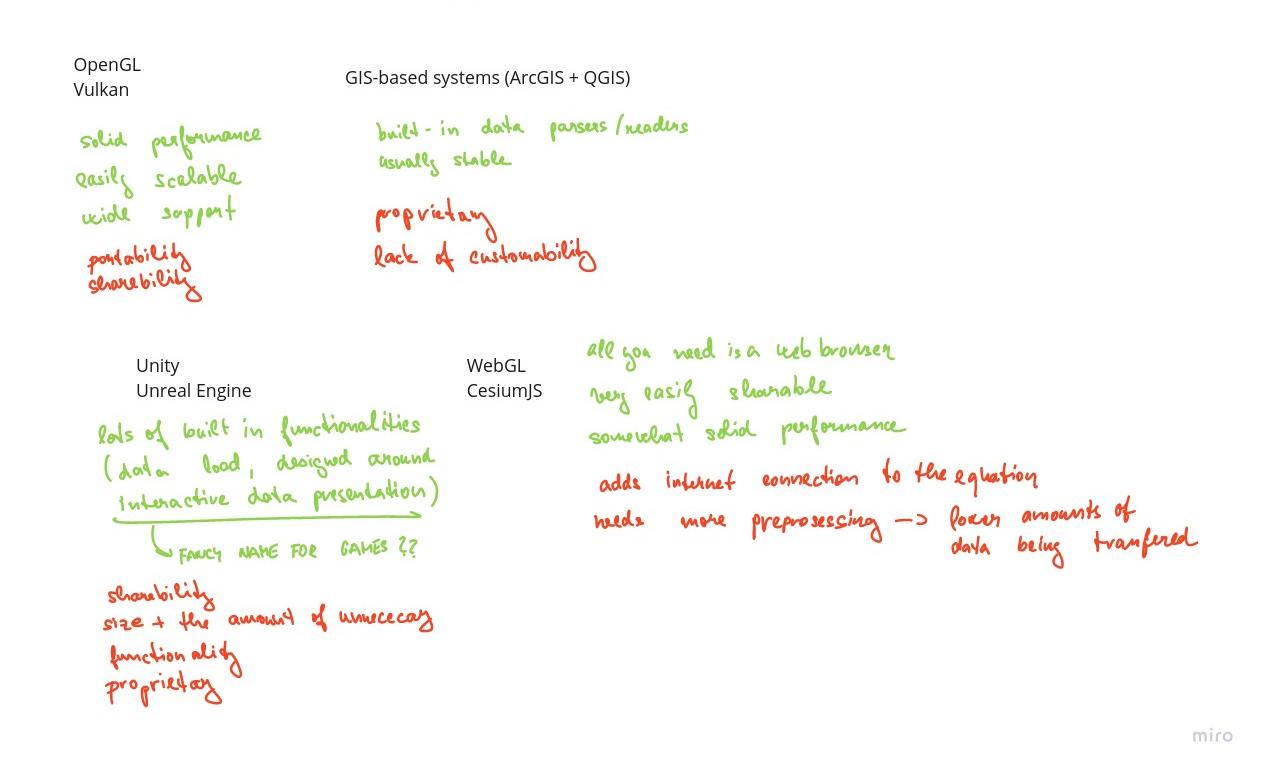 OpenGL
Vulkan
solid performance
easily scalable
wide support
portability
sharebility
GIS-based systems (ArcGIS + QGIS)
built-in data parsers/readers
usually stable
proprietary
lack of customability
Unity
Unreal Engine
lots of built in functionalities
(data load, designed around
interactive data presentation)
FANCY NAME FOR GAMES ??
sharebility
size + the amount of unnececay
functionality
proprietay
WebGL
CesiumJS
all you need is a web browser
very easily sharable
somewhat solid performance
adds internet connection to the equation
needs more preprosessing -> lower amounts of
data being tranfered
miro